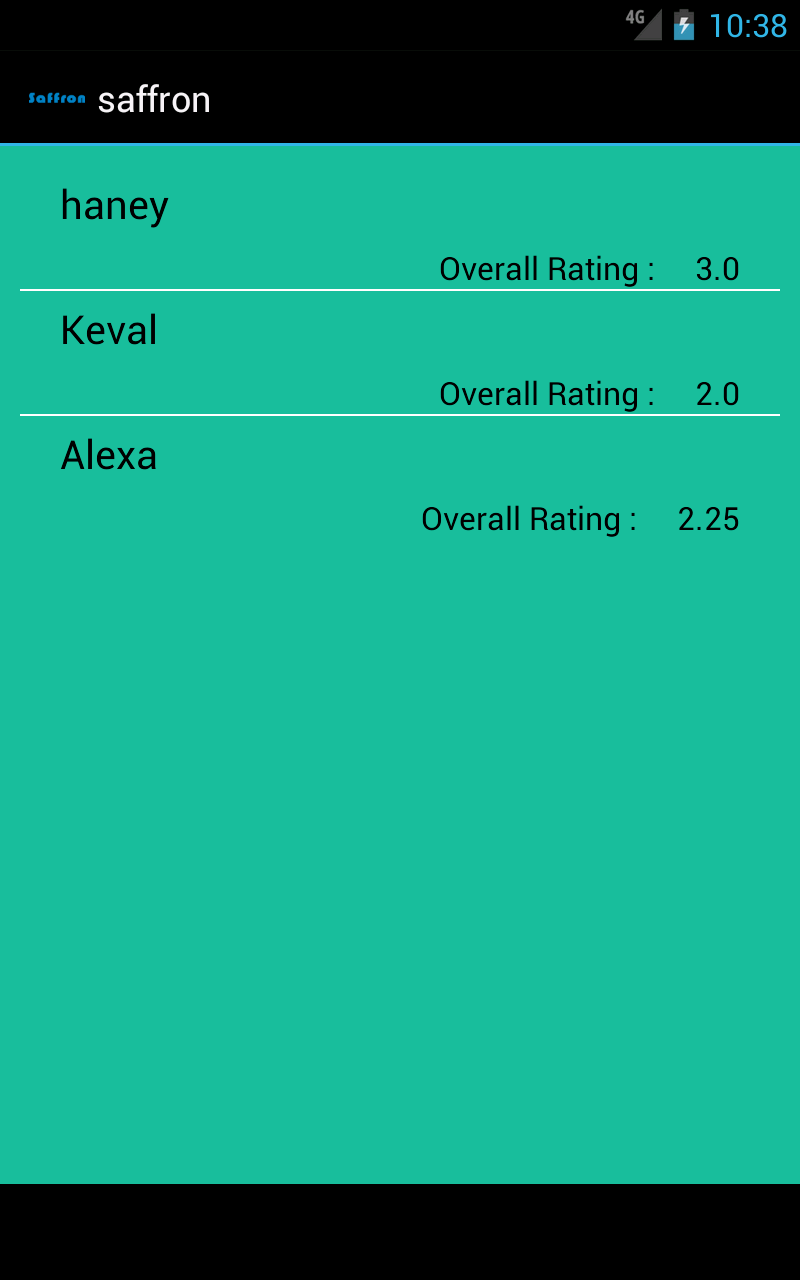 4G 10:38
Saffron saffron
haney
Overall Rating : 3.0
Keval
Overall Rating : 2.0
Alexa
Overall Rating : 2.25